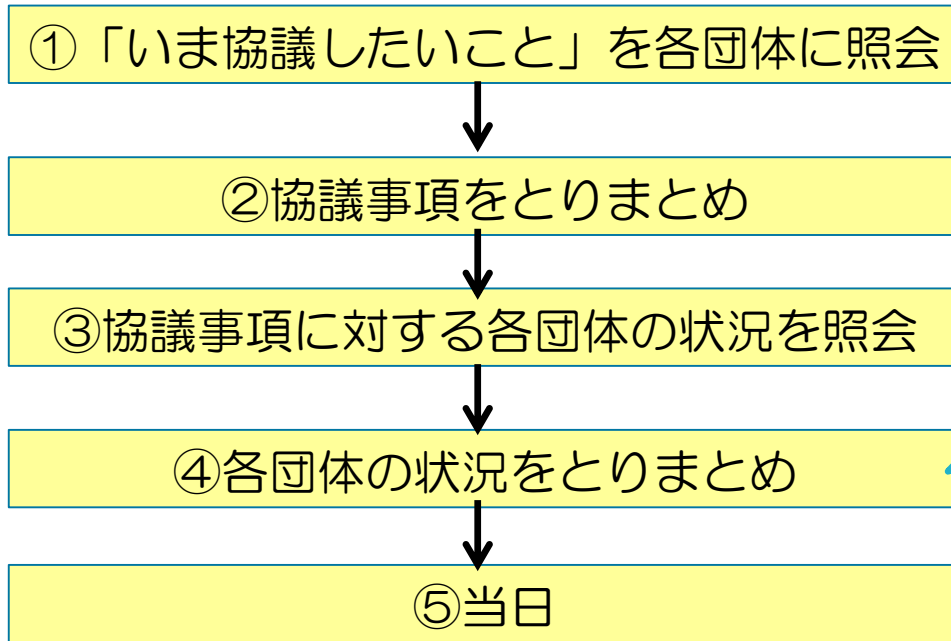 ①「いま協議したいこと」を各団体に照会
②協議事項をとりまとめ
③協議事項に対する各団体の状況を照会
④各団体の状況をとりまとめ
⑤当日